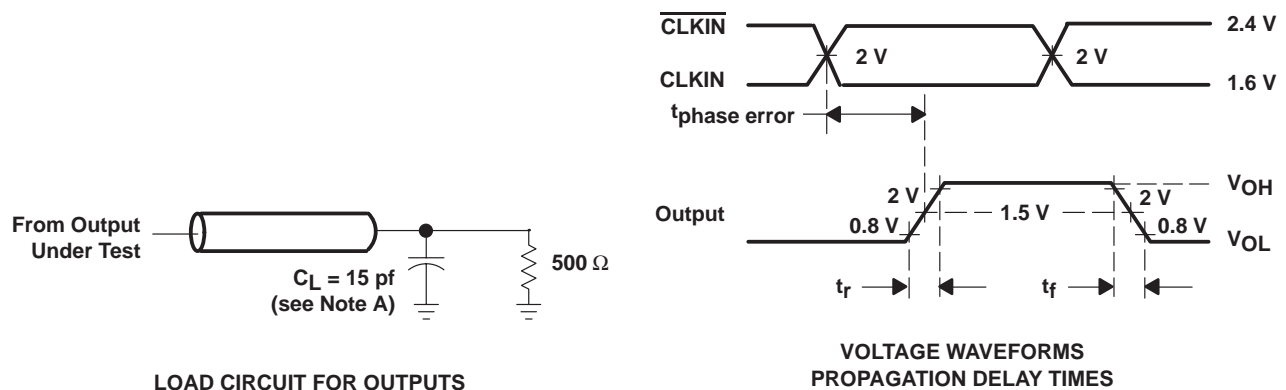 From Output
Under Test
CL = 15 pf
(see Note A)
500 Ω
LOAD CIRCUIT FOR OUTPUTS
CLKIN
2.4 V
2 V
2 V
CLKIN
1.6 V
tphase error
VOH
2 V
2 V
Output
1.5 V
0.8 V
0.8 V
VOL
tr
tf
VOLTAGE WAVEFORMS
PROPAGATION DELAY TIMES